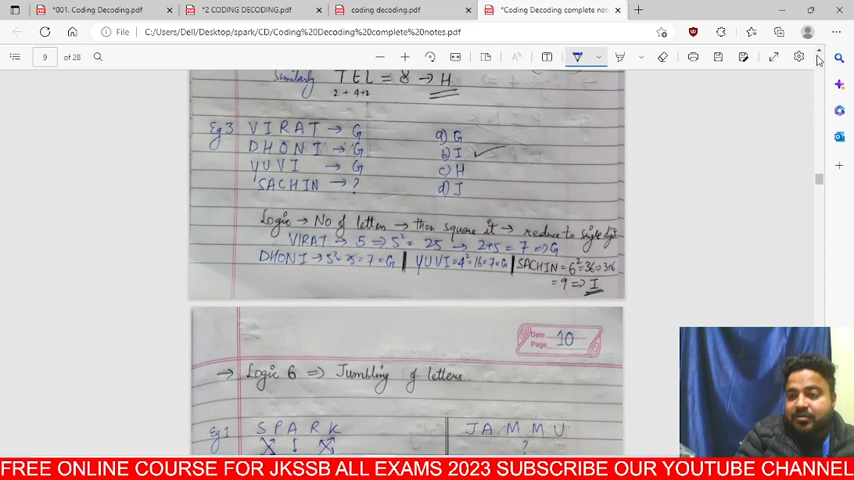 *001. Coding Decoding.pdf
*2 CODING DECODING.pdf
coding decoding.pdf
*Coding Decoding complete no
File
C:/Users/Dell/Desktop/spark/CD/Coding%20Decoding%20complete%20notes.pdf
9 of 28
Similarly TEL = 8 → H
2+4+2
Eg 3 VIRAT → G a) G
DHONI → G b) I ✓
YUVI → G c) H
SACHIN → ? d) J
Logic → No of letters → then square it → reduce to single digit
VIRAT → 5 ⇒ 5² = 25 → 2+5 = 7 ⇒ G
DHONI → 5² = 25 = 7 = G | YUVI = 4² = 16 = 7 = G | SACHIN = 6² = 36 = 3+6
= 9 ⇒ I
Date
Page 10
→ Logic 6 ⇒ Jumbling of letters
Eg 1 S P A R K J A M M U
?
FREE ONLINE COURSE FOR JKSSB ALL EXAMS 2023 SUBSCRIBE OUR YOUTUBE CHANNEL